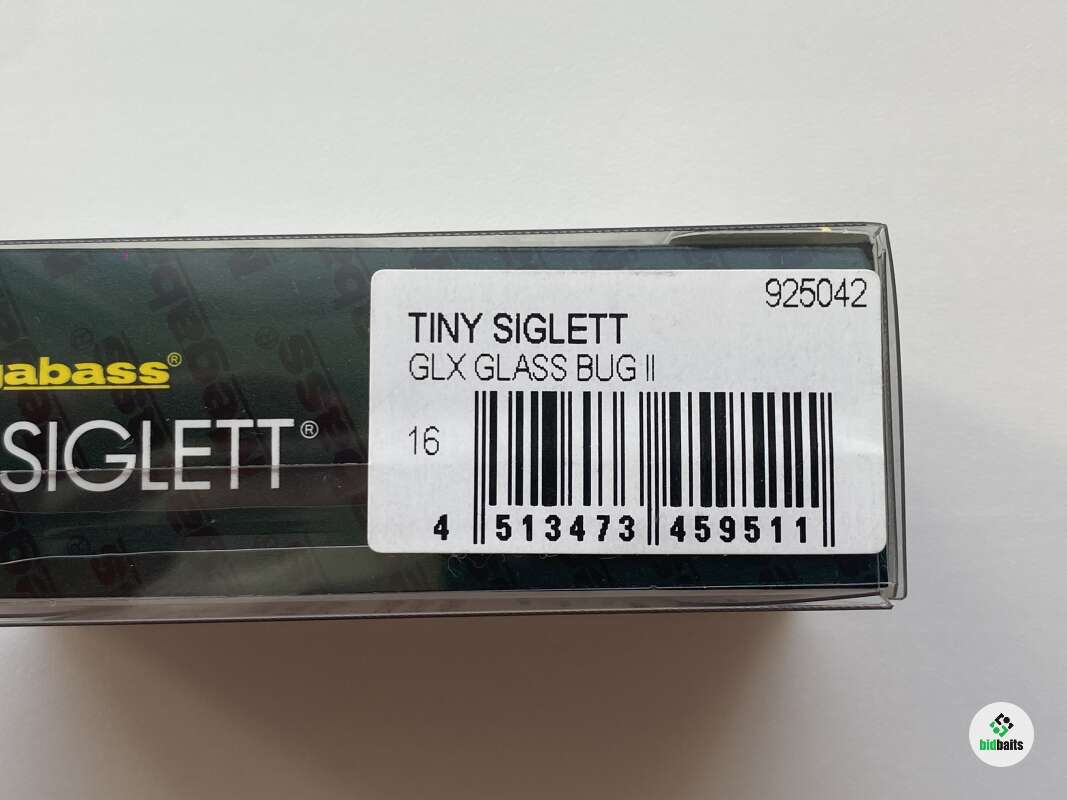 925042
TINY SIGLETT
GLX GLASS BUG II
gabass®
SIGLETT®
16
4 513473 459511
bidbaits